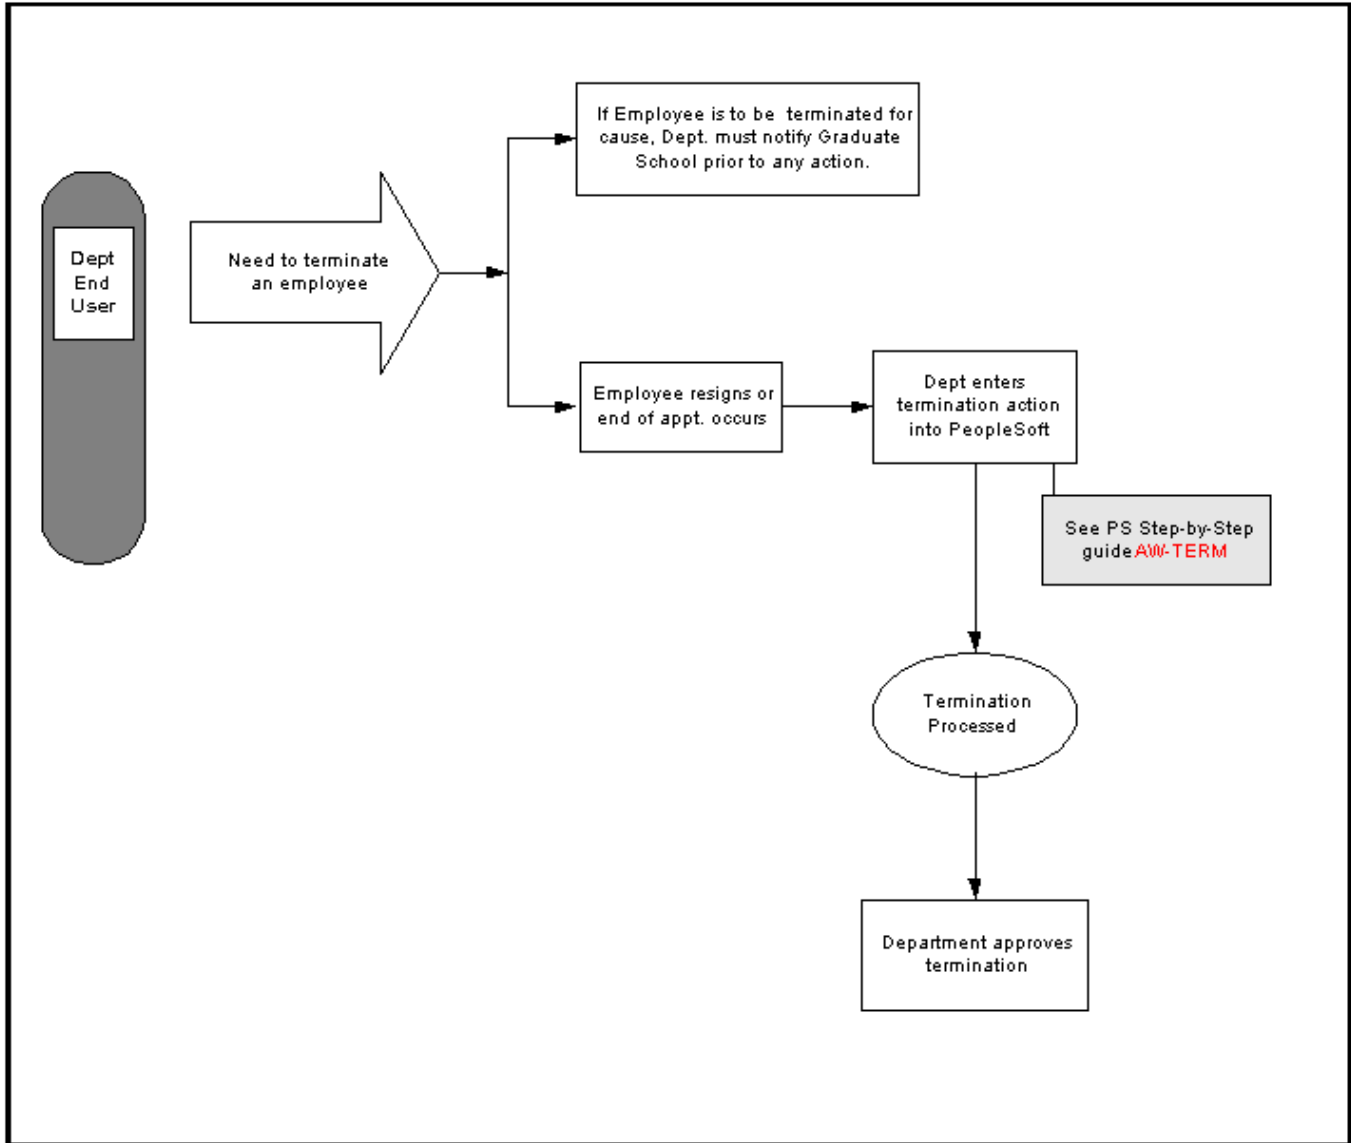 If Employee is to be terminated for
cause, Dept. must notify Graduate
School prior to any action.
Dept
End
User
Need to terminate
an employee
Employee resigns or
end of appt. occurs
Dept enters
termination action
into PeopleSoft
See PS Step-by-Step
guide AW-TERM
Termination
Processed
Department approves
termination